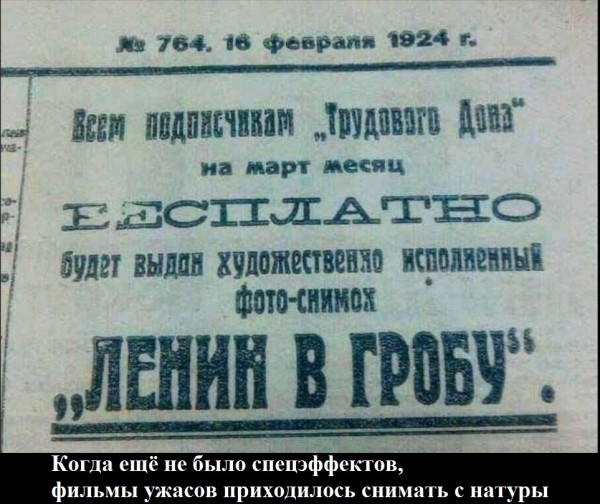 № 764. 16 февраля 1924 г.
Всем подписчикам „Трудового Дона“
на март месяц
БЕСПЛАТНО
будет выдан художественно исполненный
фото-снимок
„ЛЕНИН В ГРОБУ“.
Когда ещё не было спецэффектов,
фильмы ужасов приходилось снимать с натуры